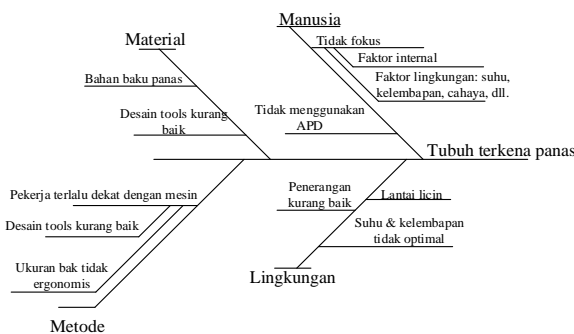 Material
Bahan baku panas
Desain tools kurang
baik
Manusia
Tidak fokus
Faktor internal
Faktor lingkungan: suhu,
kelembapan, cahaya, dll.
Tidak menggunakan
APD
Tubuh terkena panas
Pekerja terlalu dekat dengan mesin
Desain tools kurang baik
Ukuran bak tidak
ergonomis
Metode
Penerangan
kurang baik
Lantai licin
Suhu & kelembapan
tidak optimal
Lingkungan